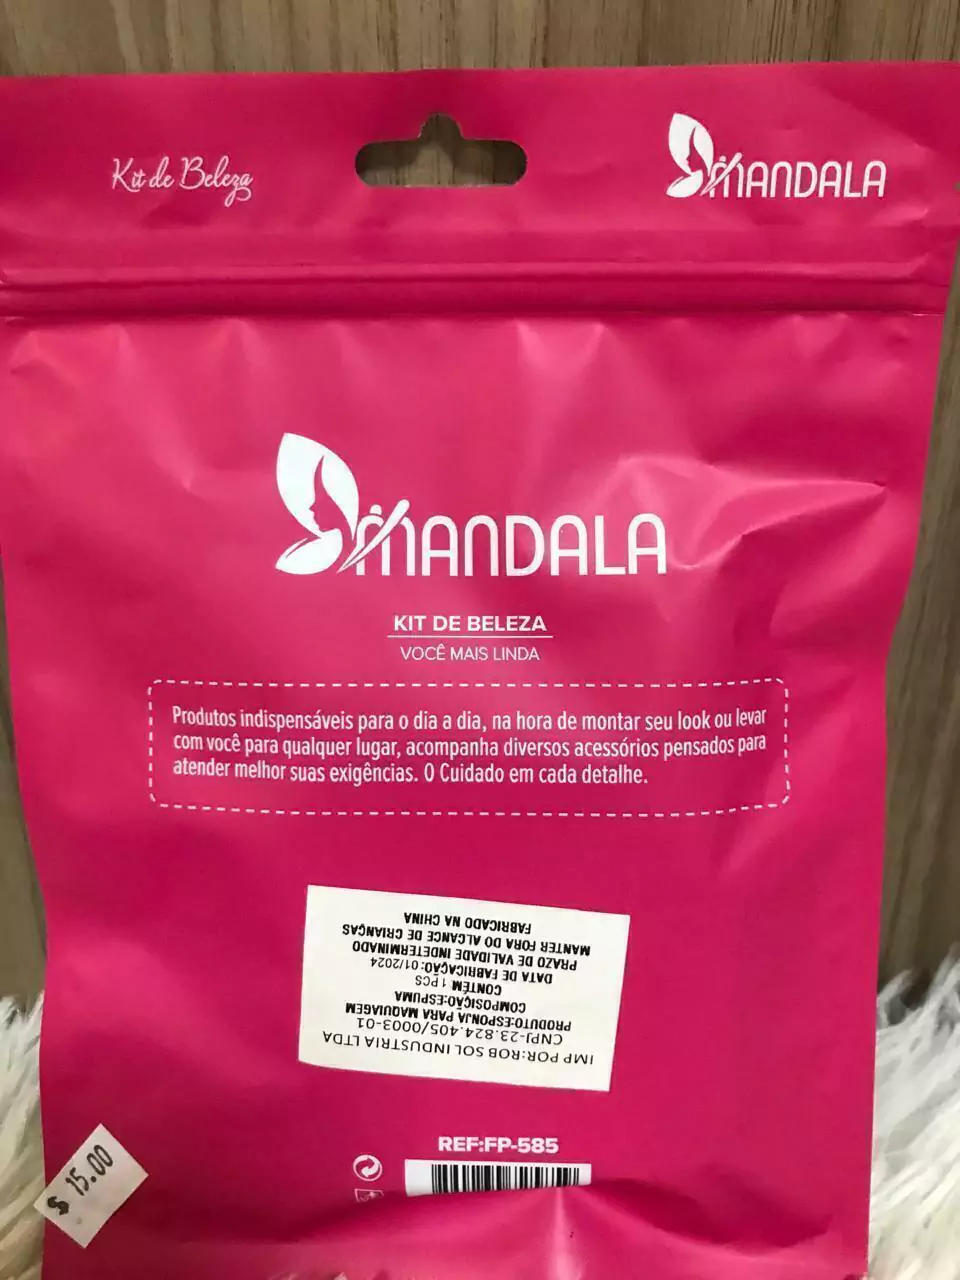 Kit de Beleza
MANDALA
MANDALA
KIT DE BELEZA
VOCÊ MAIS LINDA
Produtos indispensáveis para o dia a dia, na hora de montar seu look ou levar
com você para qualquer lugar, acompanha diversos acessórios pensados para
atender melhor suas exigências. O Cuidado em cada detalhe.
IMP POR:ROB SOL INDUSTRIA LTDA
CNPJ-23.824.405/0003-01
PRODUTO:ESPONJA PARA MAQUIAGEM
COMPOSIÇÃO:ESPUMA
CONTÉM 1 PCS
DATA DE FABRICAÇÃO:01/2024
PRAZO DE VALIDADE INDETERMINADO
MANTER FORA DO ALCANCE DE CRIANÇAS
FABRICADO NA CHINA
REF:FP-585
$ 15.00